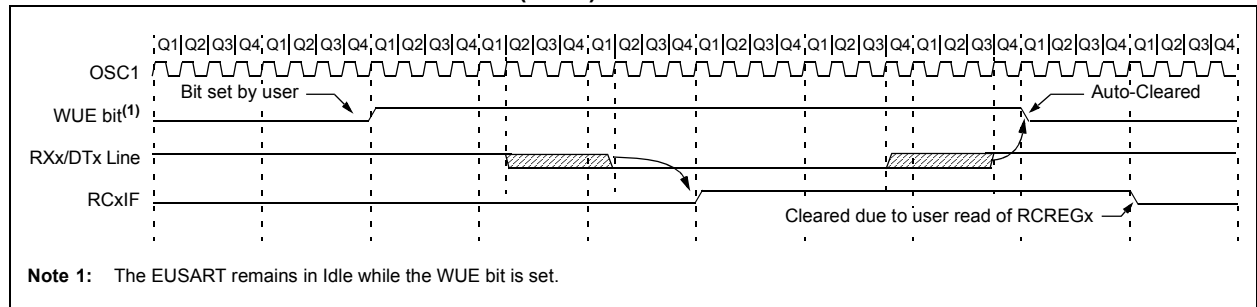 Q1 Q2 Q3 Q4 Q1 Q2 Q3 Q4 Q1 Q2 Q3 Q4 Q1 Q2 Q3 Q4 Q1 Q2 Q3 Q4 Q1 Q2 Q3 Q4 Q1 Q2 Q3 Q4 Q1 Q2 Q3 Q4 Q1 Q2 Q3 Q4 Q1 Q2 Q3 Q4
OSC1
Bit set by user
Auto-Cleared
WUE bit(1)
RXx/DTx Line
RCxIF
Cleared due to user read of RCREGx
Note 1: The EUSART remains in Idle while the WUE bit is set.